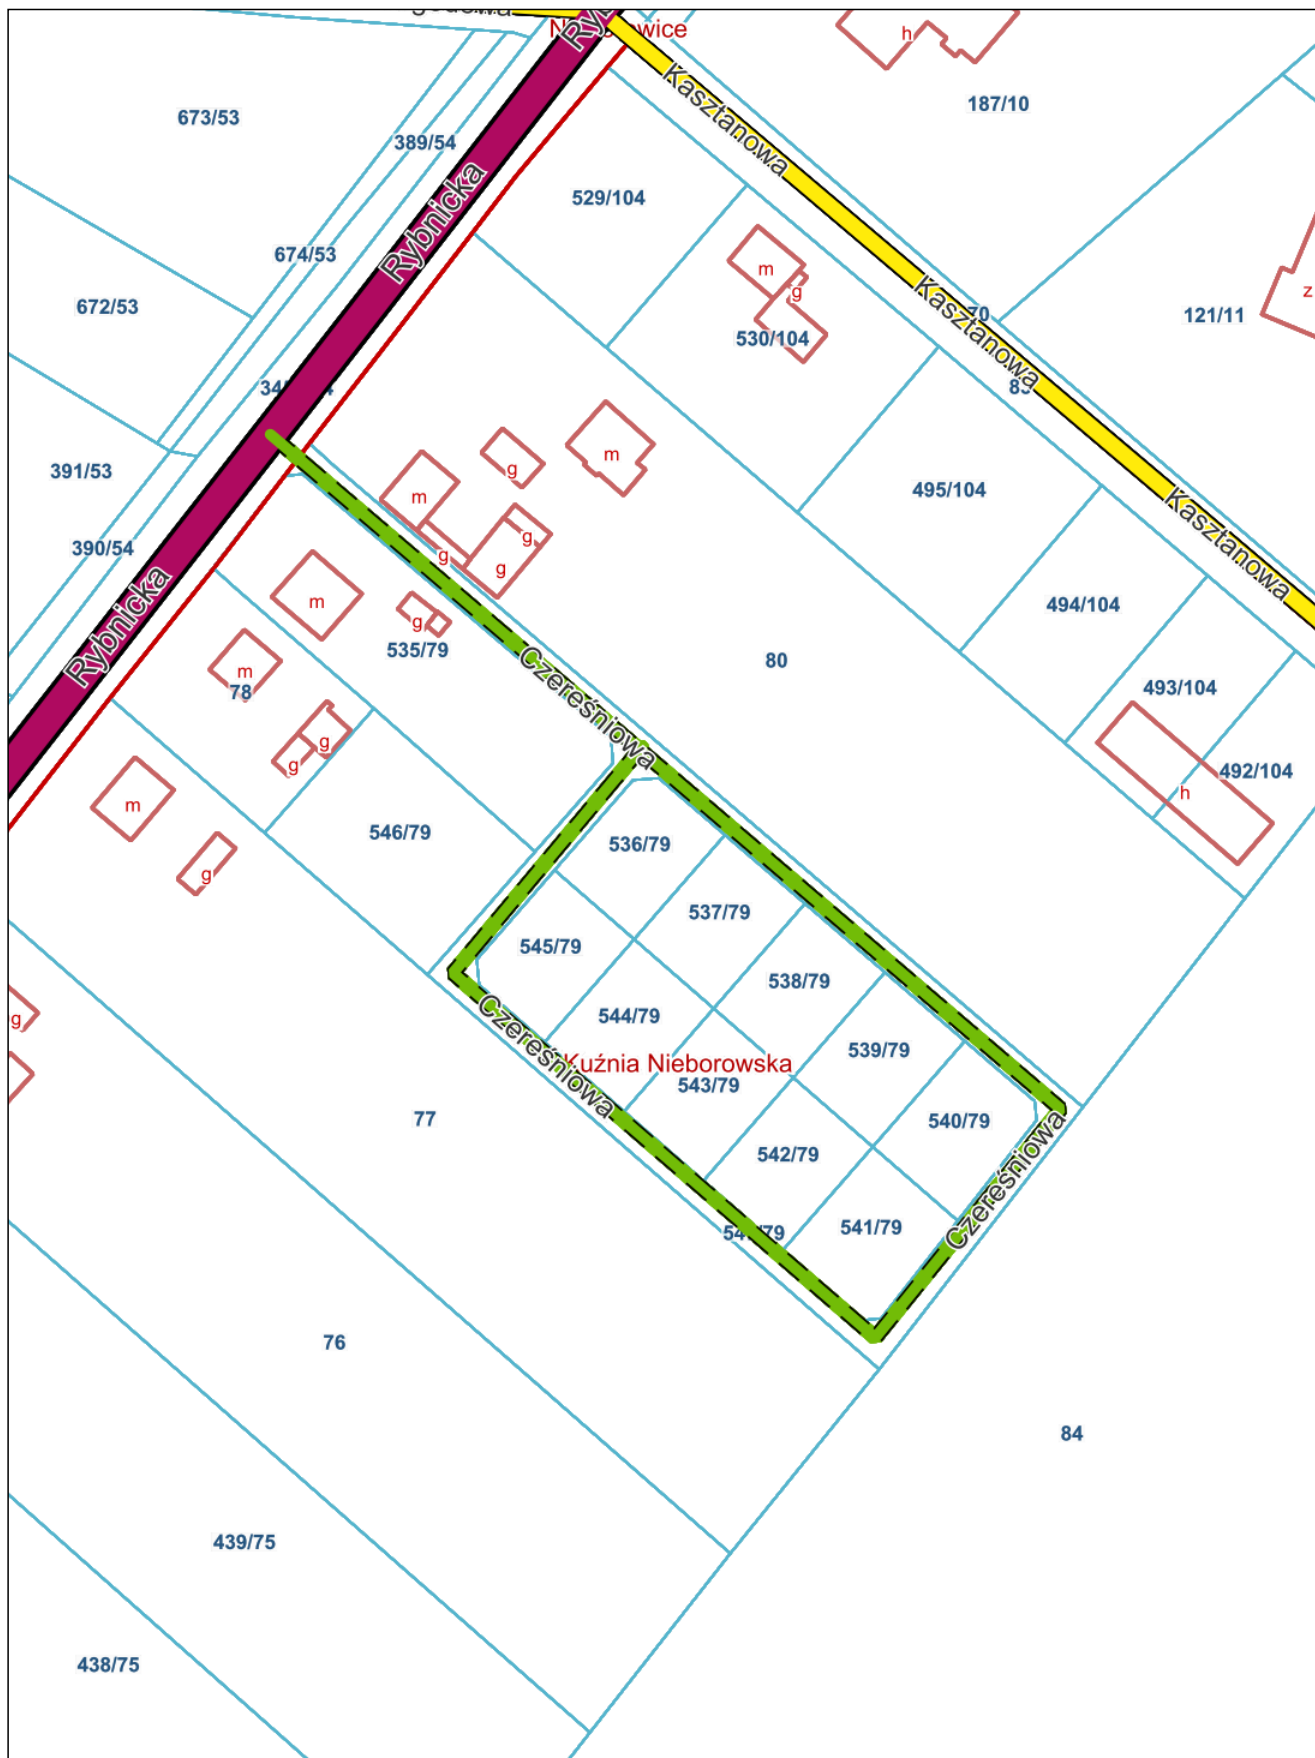 Kasztanowa
187/10
673/53
389/54
529/104
Rybnicka
674/53
m
g
z
672/53
70
121/11
530/104
Kasztanowa
m
g
m
391/53
495/104
Kasztanowa
g
g
g
390/54
m
494/104
Rybnicka
g
535/79
80
m
78
Czereśniowa
493/104
g
g
492/104
h
m
546/79
536/79
g
537/79
545/79
538/79
g
544/79
Czereśniowa
539/79
Kuźnia Nieborowska
543/79
77
540/79
Czereśniowa
542/79
541/79
76
84
439/75
438/75
h